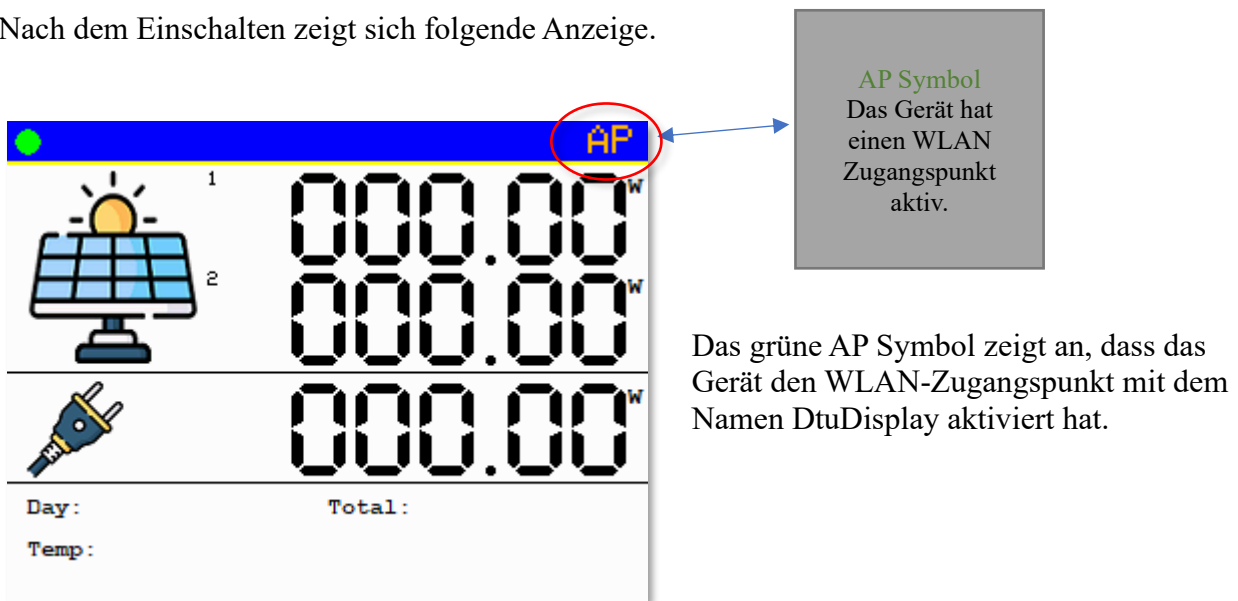 Nach dem Einschalten zeigt sich folgende Anzeige.
AP Symbol
Das Gerät hat
einen WLAN
Zugangspunkt
aktiv.
AP
1
000.00 W
2
000.00 W
000.00 W
Day: Total:
Temp:
Das grüne AP Symbol zeigt an, dass das
Gerät den WLAN-Zugangspunkt mit dem
Namen DtuDisplay aktiviert hat.